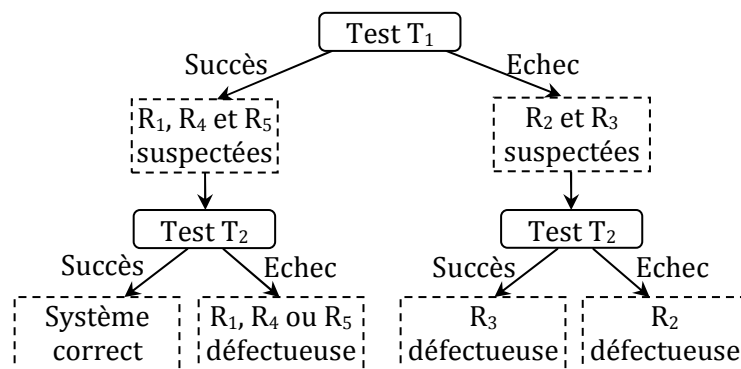 Test T₁
Succès
Echec
R₁, R₄ et R₅
suspectées
R₂ et R₃
suspectées
Test T₂
Test T₂
Succès
Echec
Succès
Echec
Système
correct
R₁, R₄ ou R₅
défectueuse
R₃
défectueuse
R₂
défectueuse